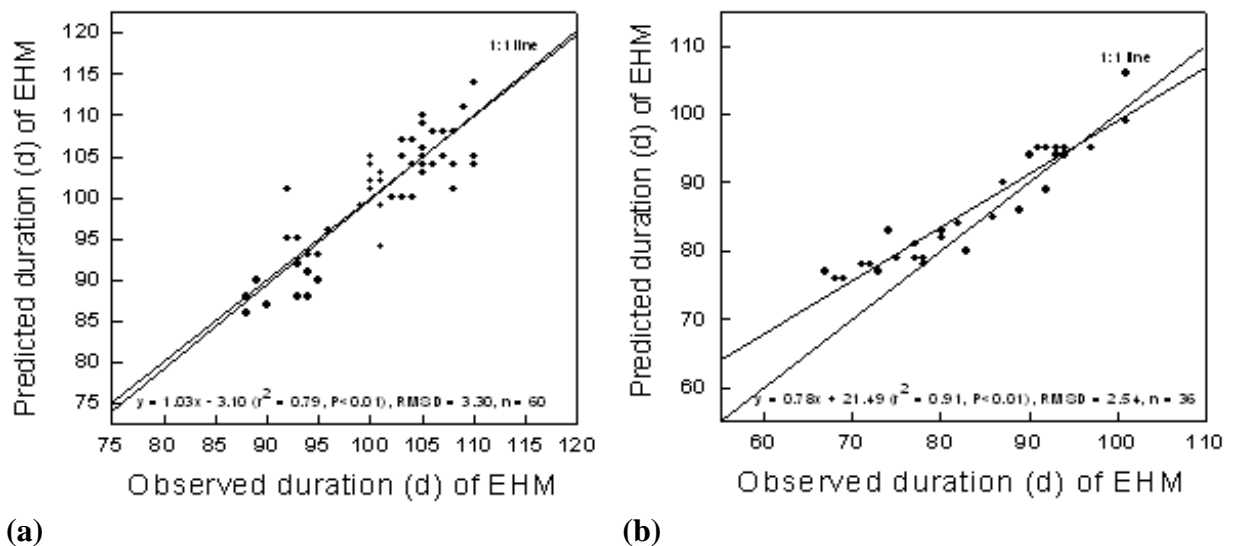 Predicted duration (d) of EHM
120
115
110
105
100
95
90
85
80
75
1:1 line
y = 1.03x - 3.10 (r² = 0.79, P<0.01), RMSD = 3.30, n = 60
75 80 85 90 95 100 105 110 115 120
Observed duration (d) of EHM
(a)
Predicted duration (d) of EHM
110
100
90
80
70
60
1:1 line
y = 0.78x + 21.49 (r² = 0.91, P<0.01), RMSD = 2.54, n = 36
60 70 80 90 100 110
Observed duration (d) of EHM
(b)